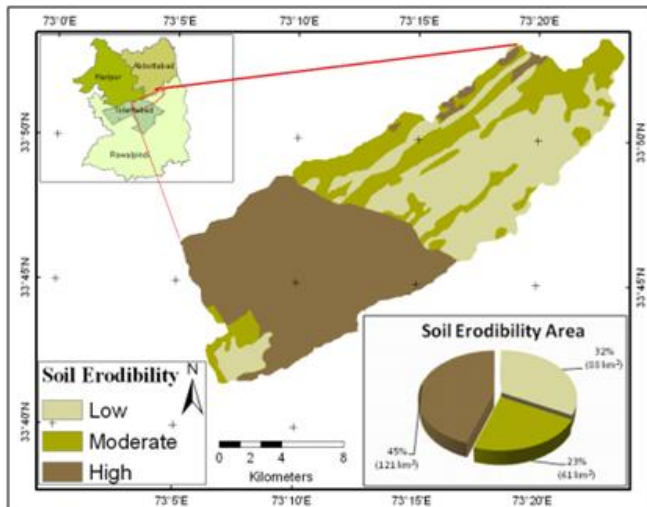 73°5'E 73°10'E 73°15'E 73°20'E
Haripur
Abbottabad
Islamabad
Rawalpindi
33°50'N
33°50'N
33°45'N
33°45'N
33°40'N
33°40'N
Soil Erodibility
Low
Moderate
High
N
0 2 4 8
Kilometers
Soil Erodibility Area
32%
45%
(121 km²)
23%
(61 km²)
73°5'E 73°10'E 73°15'E 73°20'E